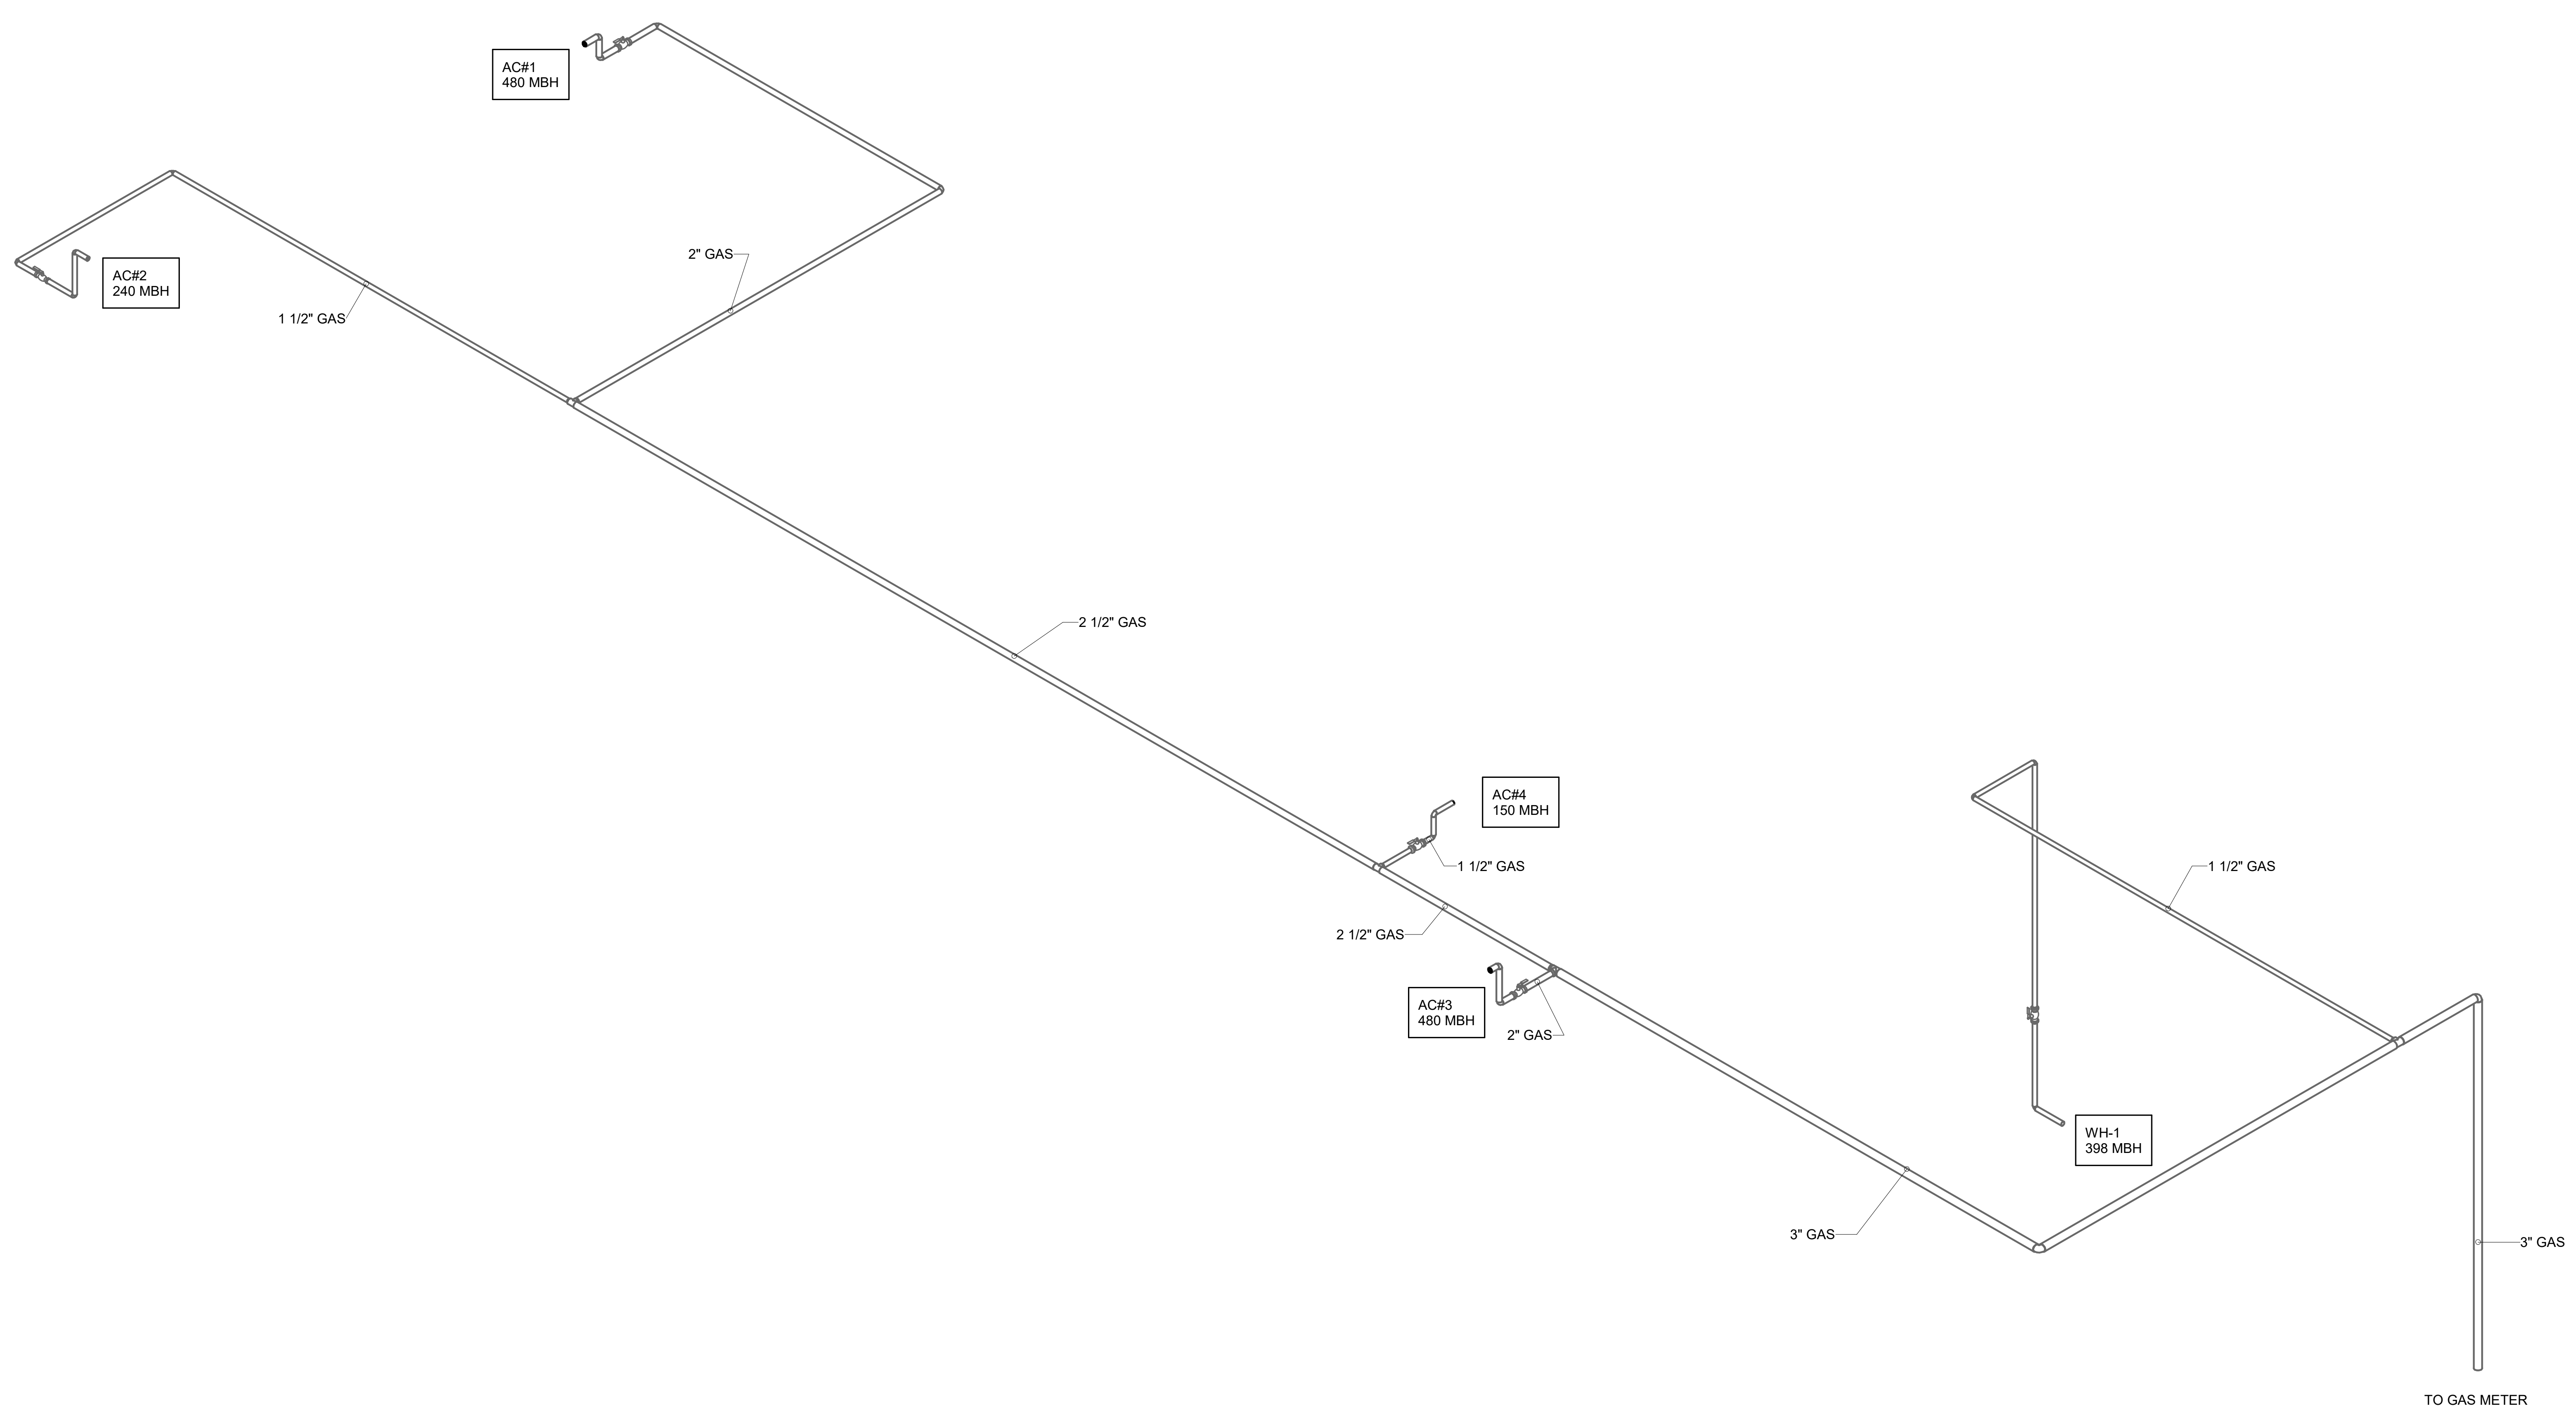 AC#1
480 MBH
2" GAS
AC#2
240 MBH
1 1/2" GAS
2 1/2" GAS
AC#4
150 MBH
1 1/2" GAS
1 1/2" GAS
2 1/2" GAS
AC#3
480 MBH
2" GAS
WH-1
398 MBH
3" GAS
3" GAS
TO GAS METER